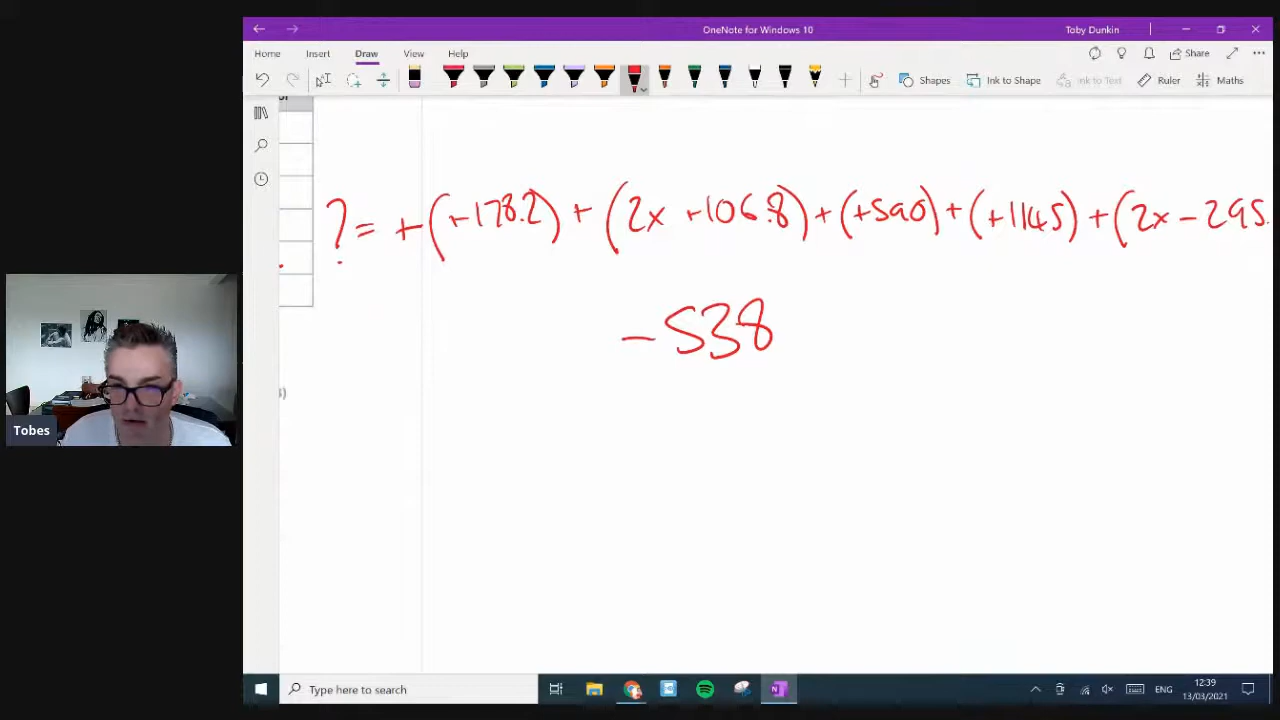 OneNote for Windows 10
Toby Dunkin
Home Insert Draw View Help
Share
Shapes Ink to Shape Ink to Text Ruler Maths
? = +(+178.2) + (2x +106.8) + (+590) + (+1145) + (2x - 295.
-538
Tobes
Type here to search
ENG
12:39
13/03/2021